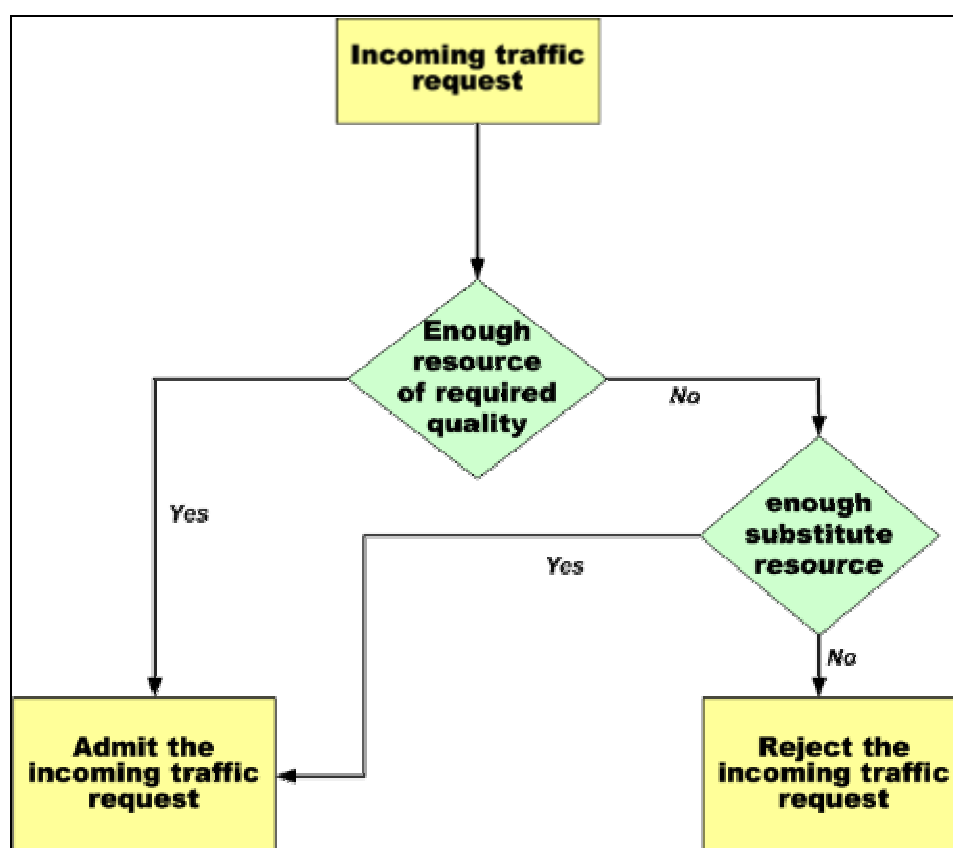 Incoming traffic
request
Enough
resource
of required
quality
No
Yes
enough
substitute
resource
Yes
No
Admit the
incoming traffic
request
Reject the
incoming traffic
request